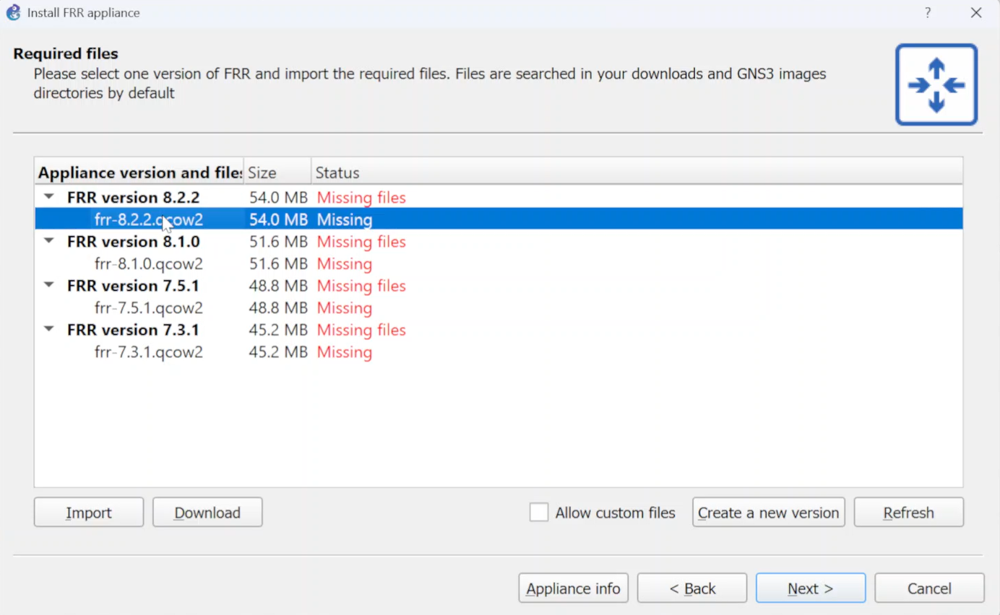 Install FRR appliance
?
Required files
Please select one version of FRR and import the required files. Files are searched in your downloads and GNS3 images
directories by default
Appliance version and files Size Status
FRR version 8.2.2 54.0 MB Missing files
frr-8.2.2.qcow2 54.0 MB Missing
FRR version 8.1.0 51.6 MB Missing files
frr-8.1.0.qcow2 51.6 MB Missing
FRR version 7.5.1 48.8 MB Missing files
frr-7.5.1.qcow2 48.8 MB Missing
FRR version 7.3.1 45.2 MB Missing files
frr-7.3.1.qcow2 45.2 MB Missing
Import Download Allow custom files Create a new version Refresh
Appliance info < Back Next > Cancel